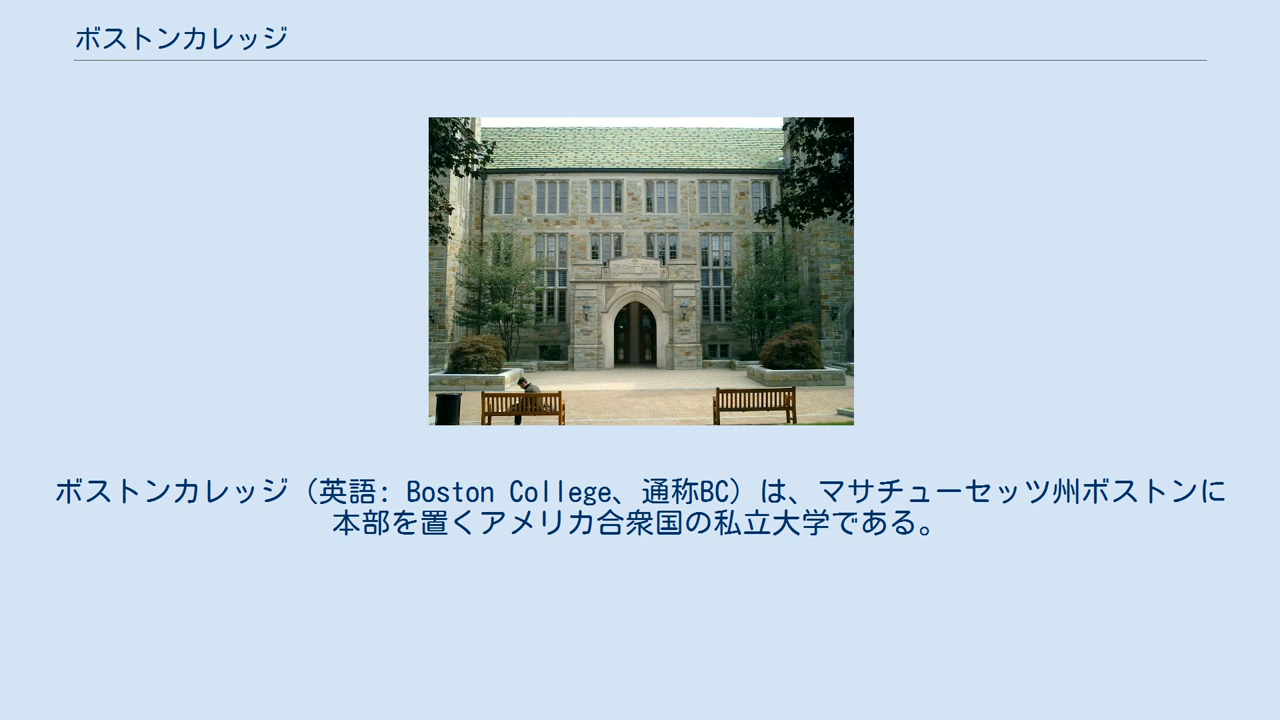 ボストンカレッジ
ボストンカレッジ（英語: Boston College、通称BC）は、マサチューセッツ州ボストンに
本部を置くアメリカ合衆国の私立大学である。